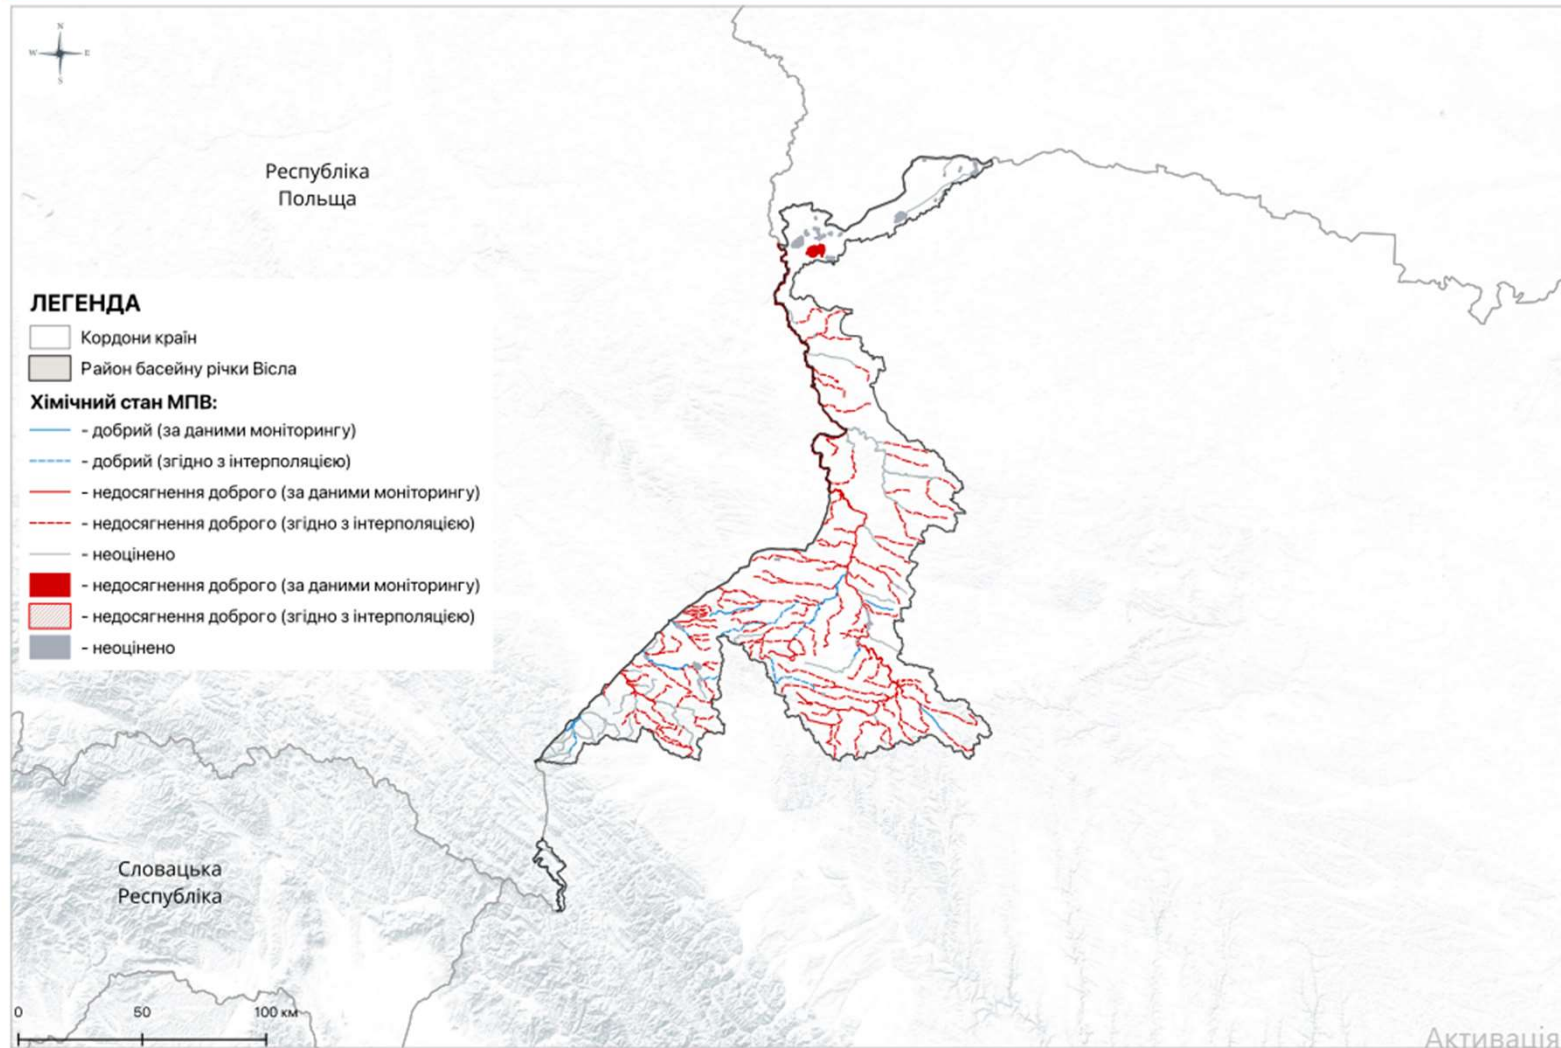 N
W E
S
Республіка
Польща
ЛЕГЕНДА
Кордони країн
Район басейну річки Вісла
Хімічний стан МПВ:
- добрий (за даними моніторингу)
- добрий (згідно з інтерполяцією)
- недосягнення доброго (за даними моніторингу)
- недосягнення доброго (згідно з інтерполяцією)
- неоцінено
- недосягнення доброго (за даними моніторингу)
- недосягнення доброго (згідно з інтерполяцією)
- неоцінено
Словацька
Республіка
0 50 100 км
Активація